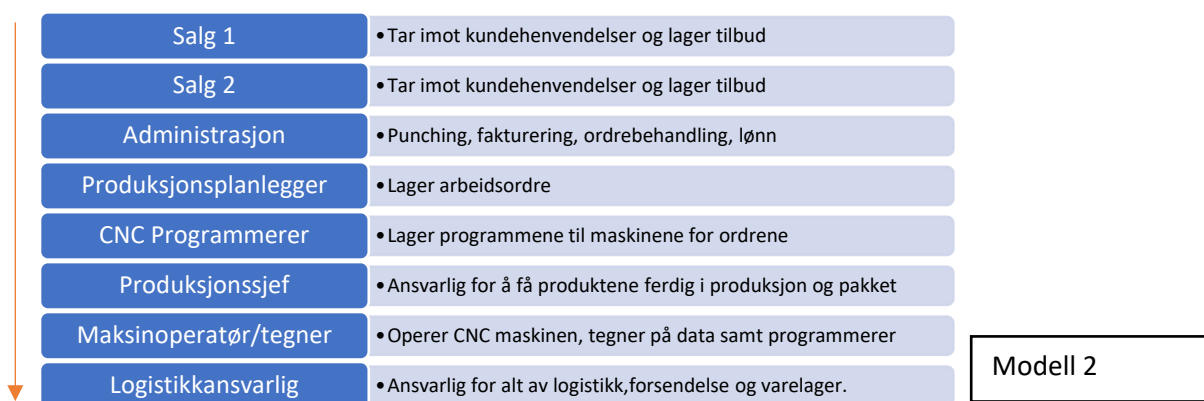 Salg 1
•Tar imot kundehenvendelser og lager tilbud
Salg 2
•Tar imot kundehenvendelser og lager tilbud
Administrasjon
•Punching, fakturering, ordrebehandling, lønn
Produksjonsplanlegger
•Lager arbeidsordre
CNC Programmerer
•Lager programmene til maskinene for ordrene
Produksjonssjef
•Ansvarlig for å få produktene ferdig i produksjon og pakket
Maksinoperatør/tegner
•Operer CNC maskinen, tegner på data samt programmerer
Logistikkansvarlig
•Ansvarlig for alt av logistikk,forsendelse og varelager.
Modell 2